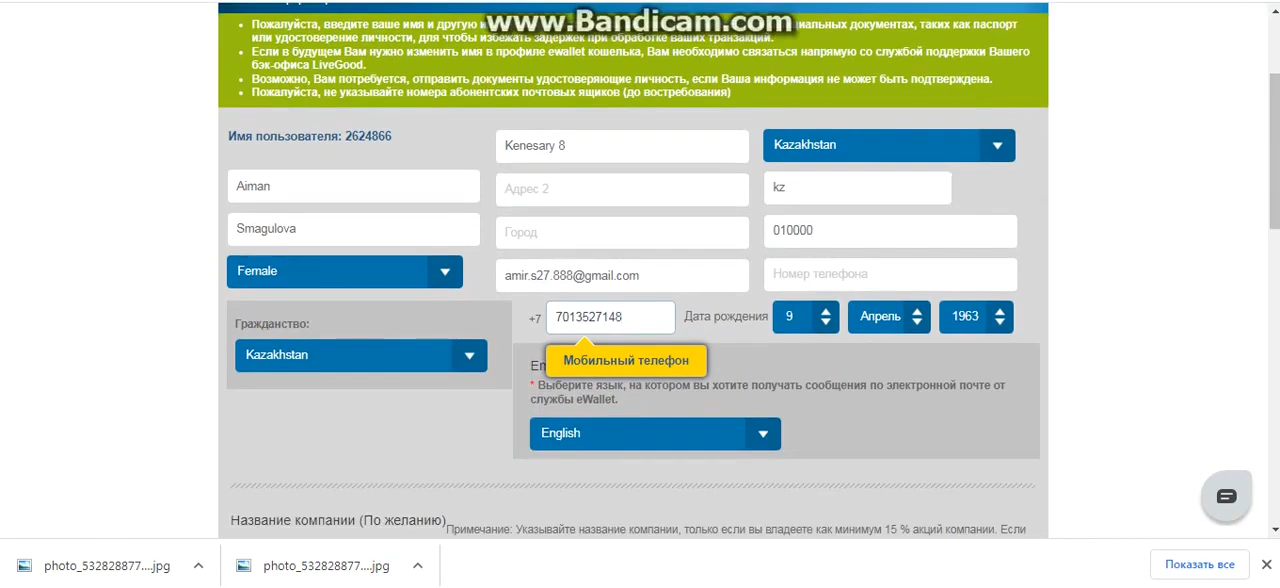 www.Bandicam.com
• Пожалуйста, введите ваше имя и другую и циальных документах, таких как паспорт
или удостоверение личности, для чтобы избежать задержек при обработке ваших транзакций.
• Если в будущем Вам нужно изменить имя в профиле ewallet кошелька, Вам необходимо связаться напрямую со службой поддержки Вашего
бэк-офиса LiveGood.
• Возможно, Вам потребуется, отправить документы удостоверяющие личность, если Ваша информация не может быть подтверждена.
• Пожалуйста, не указывайте номера абонентских почтовых ящиков (до востребования)
Имя пользователя: 2624866
Kenesary 8
Kazakhstan
Aiman
Адрес 2
kz
Smagulova
Город
010000
Female
amir.s27.888@gmail.com
Номер телефона
Гражданство:
+7
7013527148
Дата рождения
9
Апрель
1963
Kazakhstan
Мобильный телефон
* Выберите язык, на котором вы хотите получать сообщения по электронной почте от
службы eWallet.
English
Название компании (По желанию)
Примечание: Указывайте название компании, только если вы владеете как минимум 15 % акций компании. Если
photo_532828877....jpg
photo_532828877....jpg
Показать все